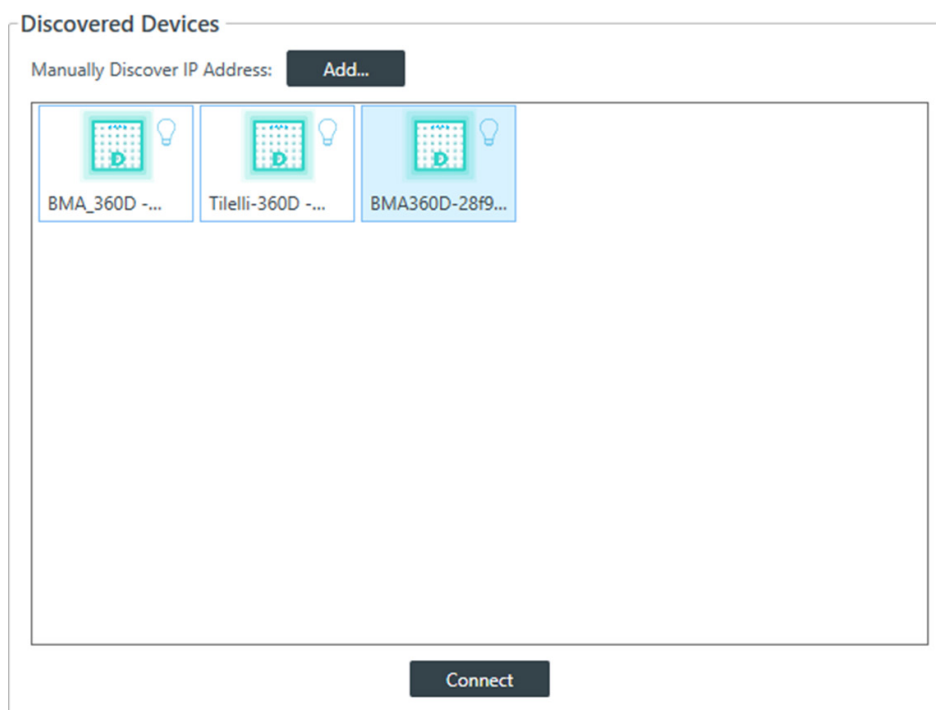 Discovered Devices
Manually Discover IP Address: Add...
D D D
BMA_360D -... Tilelli-360D -... BMA360D-28f9...
Connect